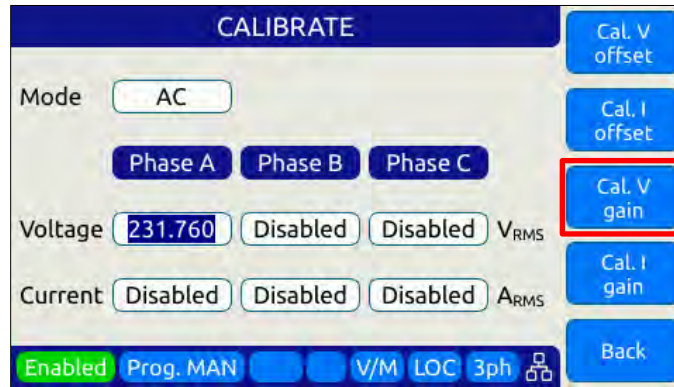 CALIBRATE
Mode AC
Phase A Phase B Phase C
Voltage 231.760 Disabled Disabled VRMS
Current Disabled Disabled Disabled ARMS
Enabled Prog. MAN V/M LOC 3ph
Cal. V
offset
Cal. I
offset
Cal. V
gain
Cal. I
gain
Back